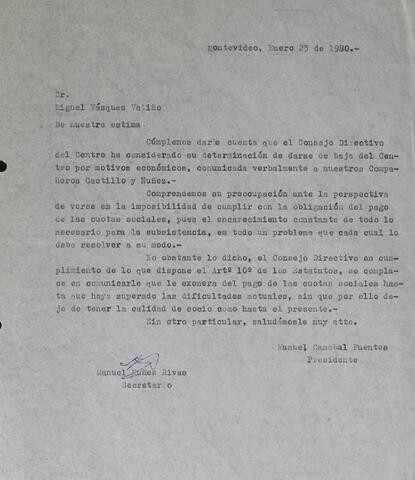 Montevideo, Enero 23 de 1980.-
Sr.
Miguel Vázquez Valiño
De nuestra estima:
Cúmplenos darle cuenta que el Consejo Directivo
del Centro ha considerado su determinación de darse de baja del Cen
tro por motivos económicos, comunicada verbalmente a nuestros Compa
ñeros Castillo y Nuñez.-
Comprendemos su preocupación ante la perspectiva
de verse en la imposibilidad de cumplir con la obligación del pago
de las cuotas sociales, pues el encarecimiento constante de todo lo
necesario para la subsistencia, es todo un problema que cada cual lo
debe resolver a su modo.-
No obstante lo dicho, el Consejo Directivo en
cumplimiento de lo que dispone el Artº 10º de los Estatutos, se compla
ce en comunicarle que le exonera del pago de las cuotas sociales has
ta que haya superado las dificultades actuales, sin que por ello de-
je de tener la calidad de socio como hasta el presente.-
Sin otro particular, saludámosle muy atte.
Manuel Canabal Fuentes
Presidente
Manuel Nuñez Rivas
Secretario